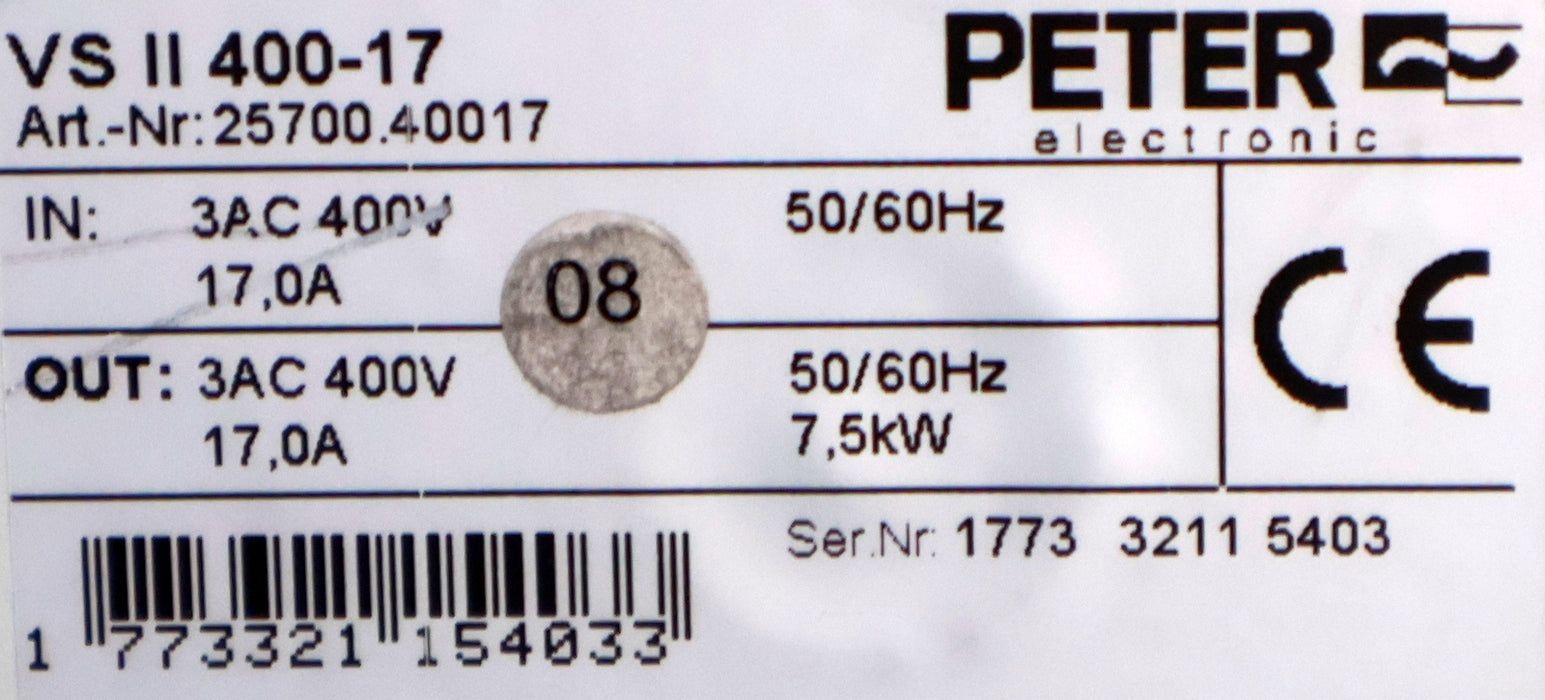 VS II 400-17
Art.-Nr: 25700.40017
PETER
electronic
IN: 3AC 400V 50/60Hz
17,0A
08
OUT: 3AC 400V 50/60Hz
17,0A 7,5kW
CE
Ser.Nr: 1773 3211 5403
1 773321 154033